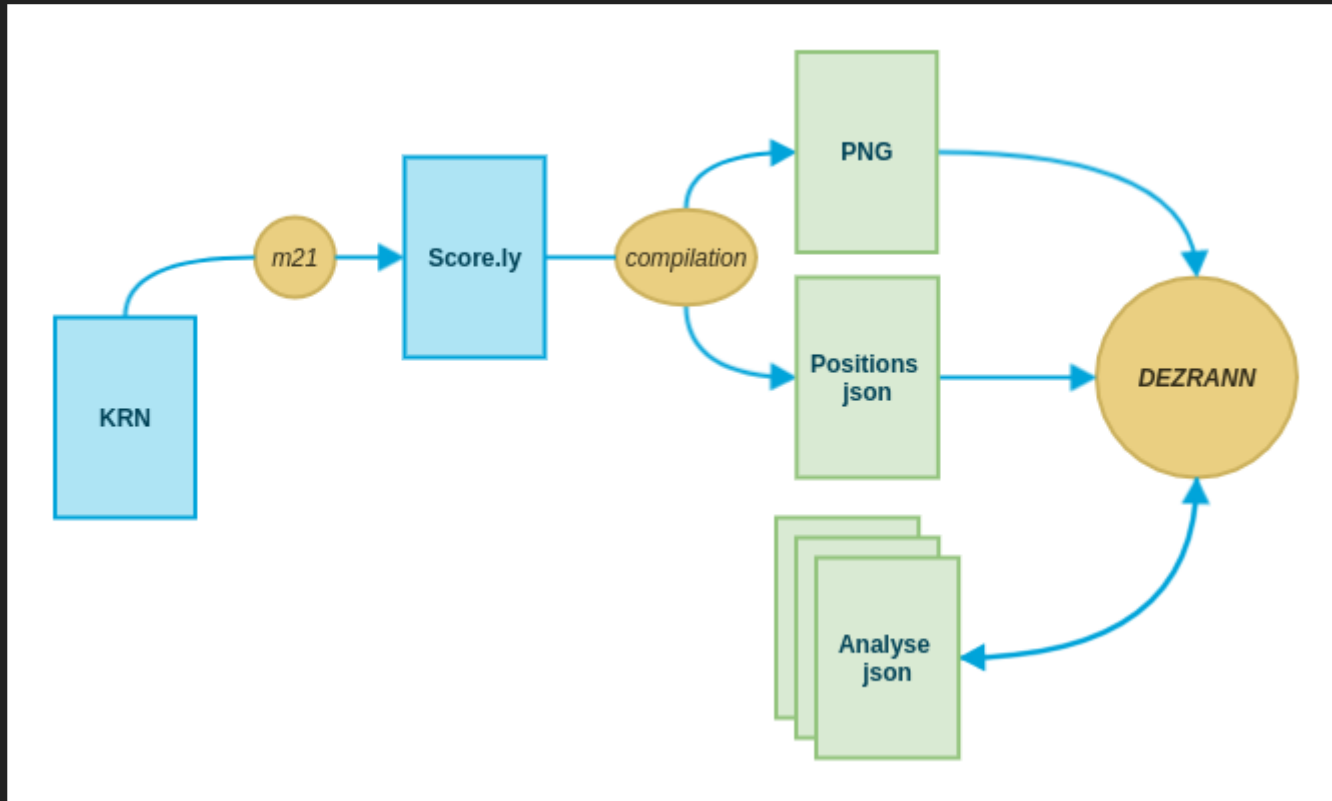 KRN
m21
Score.ly
compilation
PNG
Positions
json
Analyse
json
DEZRANN